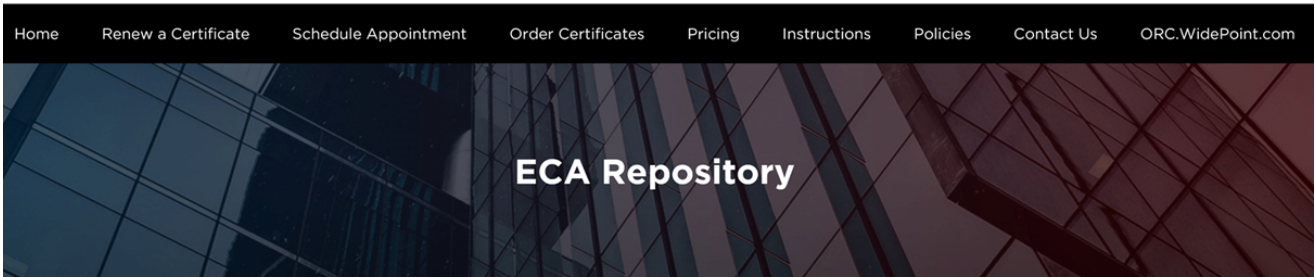 Home Renew a Certificate Schedule Appointment Order Certificates Pricing Instructions Policies Contact Us ORC.WidePoint.com
ECA Repository